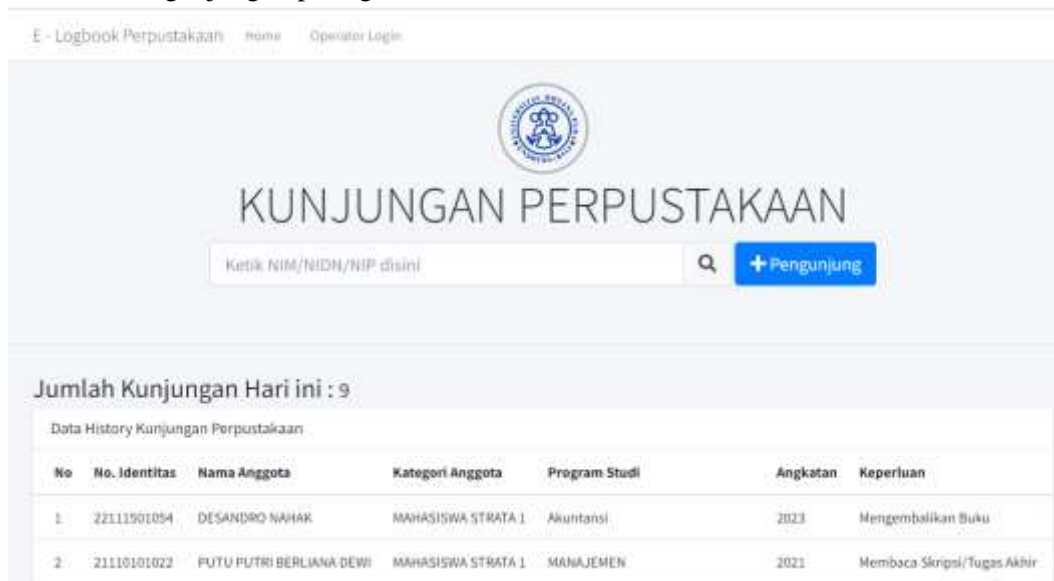 E - Logbook Perpustakaan Home Operator Login
KUNJUNGAN PERPUSTAKAAN
Ketik NIM/NIDN/NIP disini
+ Pengunjung
Jumlah Kunjungan Hari ini : 9
Data History Kunjungan Perpustakaan
No No. Identitas Nama Anggota Kategori Anggota Program Studi Angkatan Keperluan
1 22111501054 DESANDRO NAHAK MAHASISWA STRATA 1 Akuntansi 2023 Mengembalikan Buku
2 21110101022 PUTU PUTRI BERLIANA DEWI MAHASISWA STRATA 1 MANAJEMEN 2021 Membaca Skripsi/Tugas Akhir